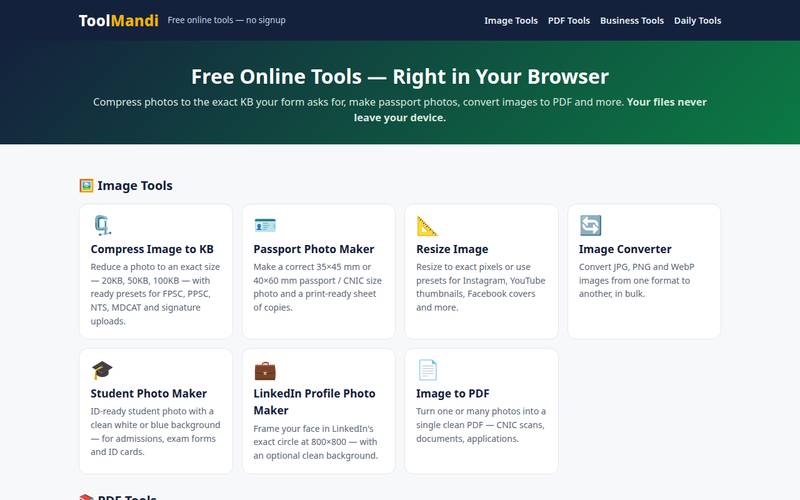 ToolMandi Free online tools — no signup Image Tools PDF Tools Business Tools Daily Tools
Free Online Tools — Right in Your Browser
Compress photos to the exact KB your form asks for, make passport photos, convert images to PDF and more. Your files never
leave your device.
Image Tools
Compress Image to KB
Reduce a photo to an exact size
— 20KB, 50KB, 100KB — with
ready presets for FPSC, PPSC,
NTS, MDCAT and signature
uploads.
Passport Photo Maker
Make a correct 35×45 mm or
40×60 mm passport / CNIC size
photo and a print-ready sheet
of copies.
Resize Image
Resize to exact pixels or use
presets for Instagram, YouTube
thumbnails, Facebook covers
and more.
Image Converter
Convert JPG, PNG and WebP
images from one format to
another, in bulk.
Student Photo Maker
ID-ready student photo with a
clean white or blue background
— for admissions, exam forms
and ID cards.
LinkedIn Profile Photo
Maker
Frame your face in LinkedIn's
exact circle at 800×800 — with
an optional clean background.
Image to PDF
Turn one or many photos into a
single clean PDF — CNIC scans,
documents, applications.
PDF Tools